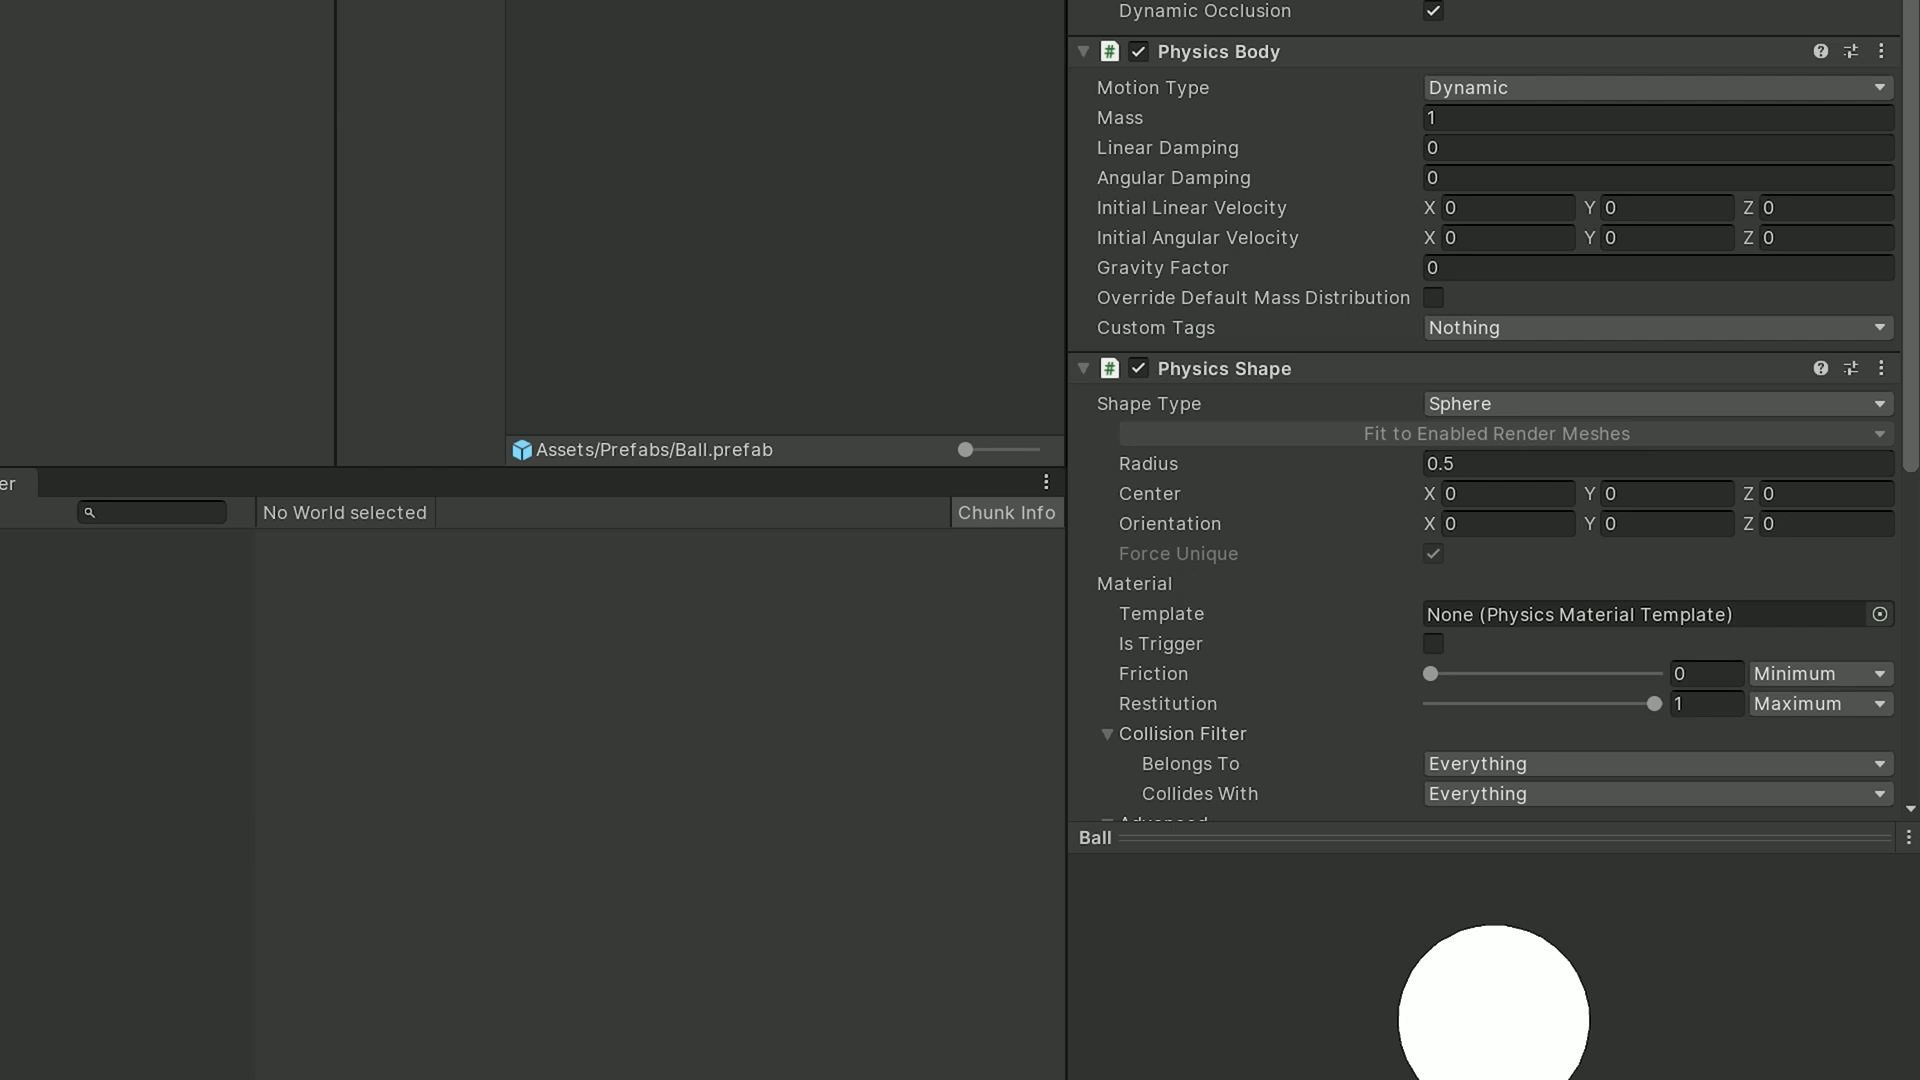 Dynamic Occlusion
Physics Body
Motion Type Dynamic
Mass 1
Linear Damping 0
Angular Damping 0
Initial Linear Velocity X 0 Y 0 Z 0
Initial Angular Velocity X 0 Y 0 Z 0
Gravity Factor 0
Override Default Mass Distribution
Custom Tags Nothing
Physics Shape
Shape Type Sphere
Fit to Enabled Render Meshes
Radius 0.5
Center X 0 Y 0 Z 0
Orientation X 0 Y 0 Z 0
Force Unique
Material
Template None (Physics Material Template)
Is Trigger
Friction 0 Minimum
Restitution 1 Maximum
Collision Filter
Belongs To Everything
Collides With Everything
Advanced
Ball
Assets/Prefabs/Ball.prefab
er
No World selected
Chunk Info